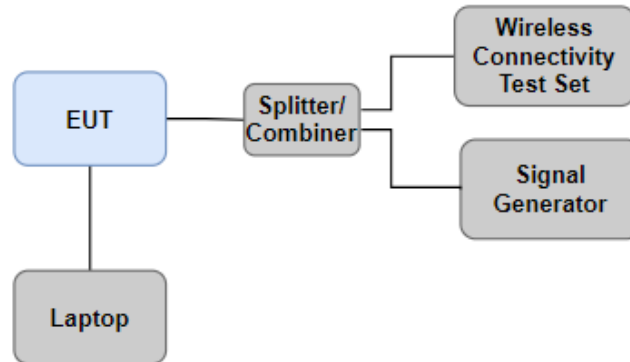 Wireless
Connectivity
Test Set
EUT
Splitter/
Combiner
Signal
Generator
Laptop